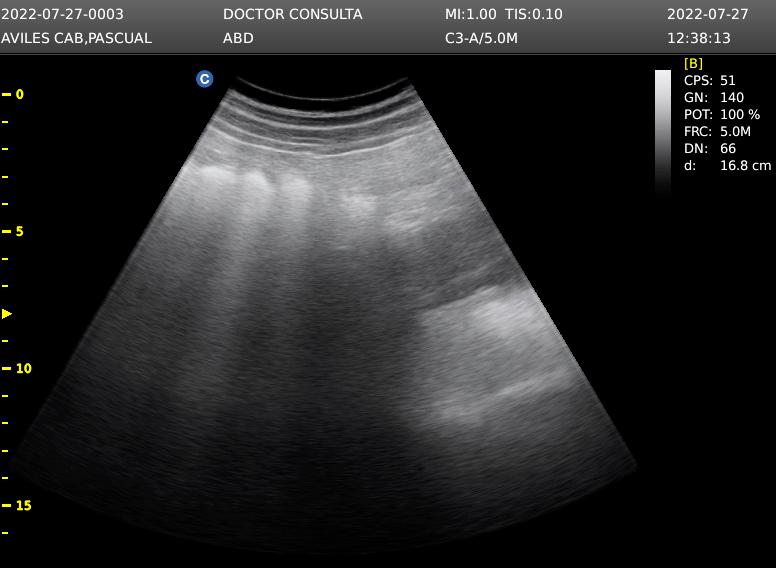 2022-07-27-0003 DOCTOR CONSULTA MI:1.00 TIS:0.10 2022-07-27
AVILES CAB,PASCUAL ABD C3-A/5.0M 12:38:13
C
[B]
CPS: 51
GN: 140
POT: 100 %
FRC: 5.0M
DN: 66
d: 16.8 cm
0
5
10
15